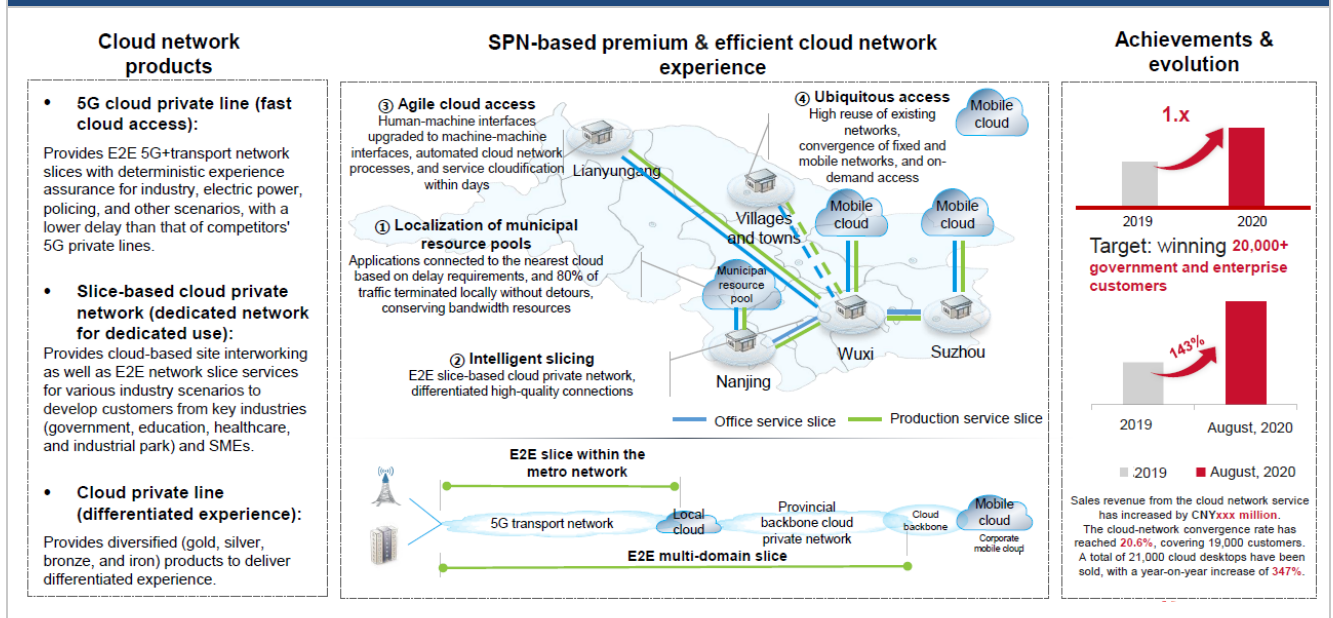 Cloud network
products
• 5G cloud private line (fast
cloud access):
Provides E2E 5G+transport network
slices with deterministic experience
assurance for industry, electric power,
policing, and other scenarios, with a
lower delay than that of competitors'
5G private lines.
• Slice-based cloud private
network (dedicated network
for dedicated use):
Provides cloud-based site interworking
as well as E2E network slice services
for various industry scenarios to
develop customers from key industries
(government, education, healthcare,
and industrial park) and SMEs.
• Cloud private line
(differentiated experience):
Provides diversified (gold, silver,
bronze, and iron) products to deliver
differentiated experience.
SPN-based premium & efficient cloud network
experience
③ Agile cloud access
Human-machine interfaces
upgraded to machine-machine
interfaces, automated cloud network
processes, and service cloudification
within days
Lianyungang
④ Ubiquitous access
High reuse of existing
networks,
convergence of fixed and
mobile networks, and on-
demand access
Mobile
cloud
Villages
and towns
Mobile
cloud
Mobile
cloud
① Localization of municipal
resource pools
Applications connected to the nearest cloud
based on delay requirements, and 80% of
traffic terminated locally without detours,
conserving bandwidth resources
Municipal
resource
pool
② Intelligent slicing
E2E slice-based cloud private network,
differentiated high-quality connections
Nanjing
Wuxi
Suzhou
Office service slice
Production service slice
E2E slice within the
metro network
5G transport network
Local
cloud
Provincial
backbone cloud
private network
Cloud
backbone
Mobile
cloud
Corporate
mobile cloud
E2E multi-domain slice
Achievements &
evolution
1.x
2019 2020
Target: winning 20,000+
government and enterprise
customers
143%
2019 August, 2020
2019 August, 2020
Sales revenue from the cloud network service
has increased by CNYxxx million.
The cloud-network convergence rate has
reached 20.6%, covering 19,000 customers.
A total of 21,000 cloud desktops have been
sold, with a year-on-year increase of 347%.